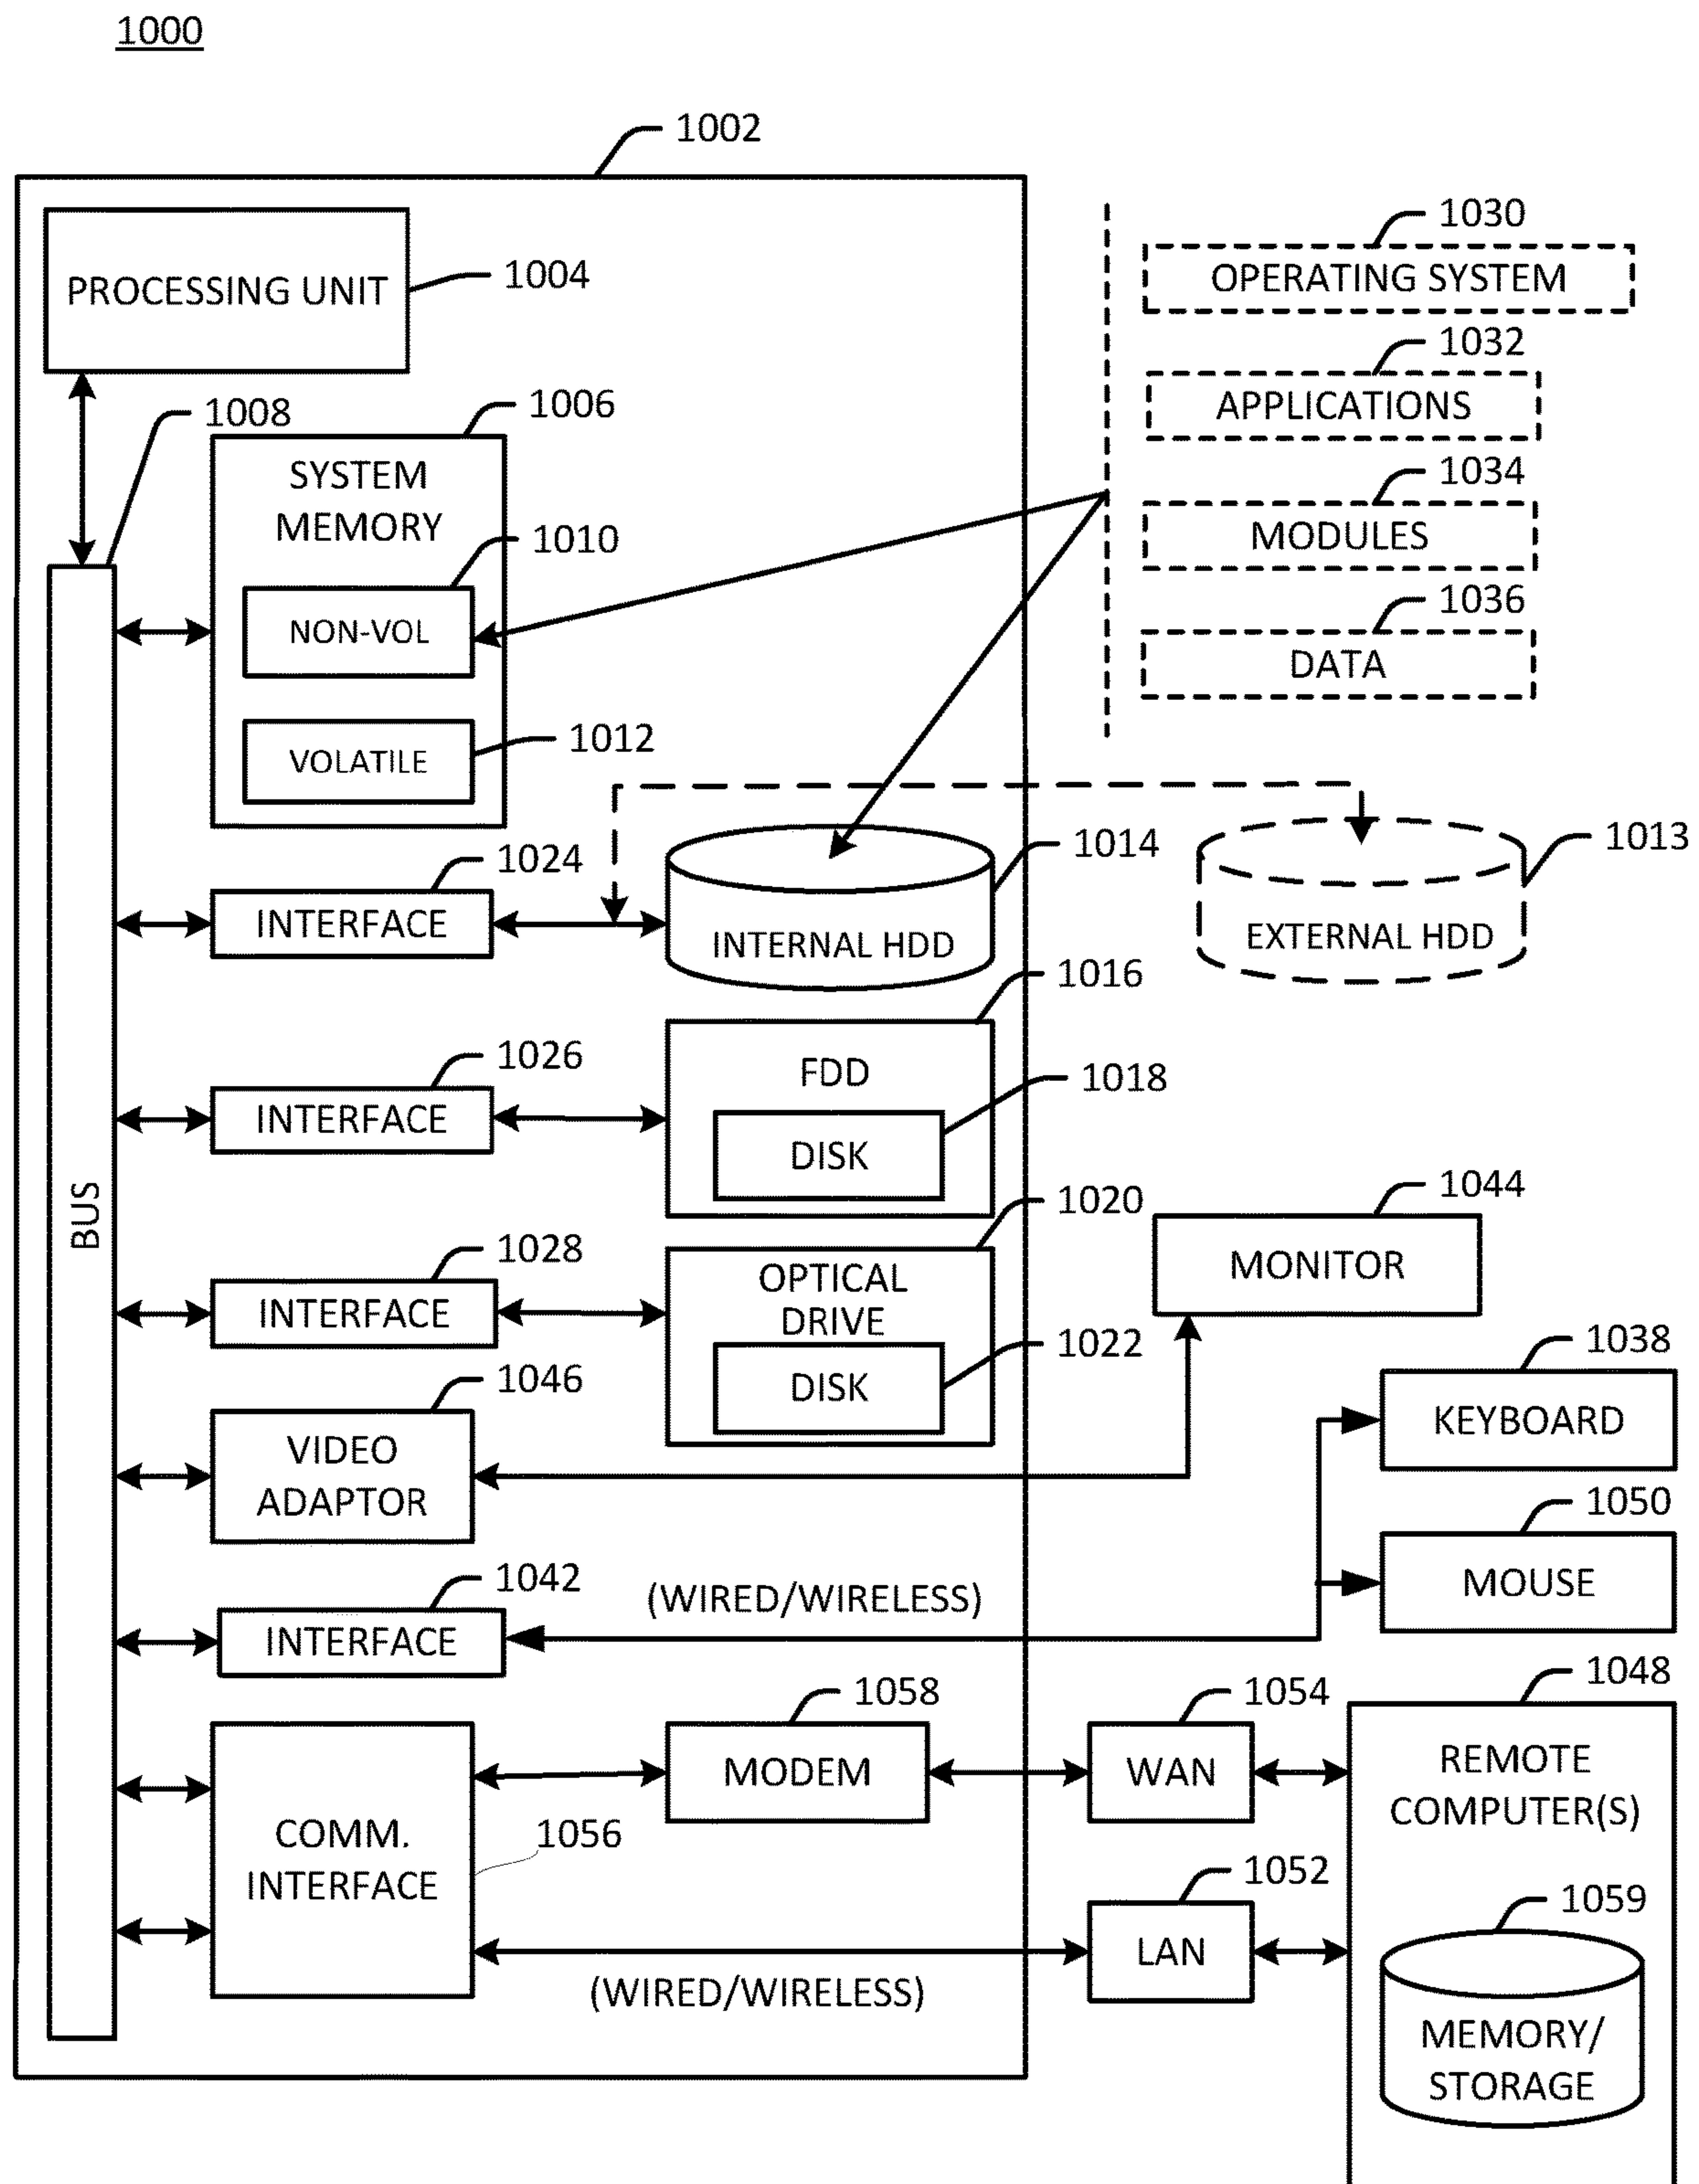 1000
1002
PROCESSING UNIT
1004
1030
OPERATING SYSTEM
1032
APPLICATIONS
1034
MODULES
1036
DATA
1008
1006
SYSTEM
MEMORY
1010
NON-VOL
1012
VOLATILE
1024
INTERFACE
1014
INTERNAL HDD
1013
EXTERNAL HDD
1016
FDD
1018
DISK
1026
INTERFACE
BUS
1020
OPTICAL
DRIVE
1022
DISK
1028
INTERFACE
1044
MONITOR
1046
VIDEO
ADAPTOR
1038
KEYBOARD
1050
MOUSE
1042
INTERFACE
(WIRED/WIRELESS)
1058
MODEM
1054
WAN
1048
REMOTE
COMPUTER(S)
COMM.
INTERFACE
1056
1052
LAN
(WIRED/WIRELESS)
1059
MEMORY/
STORAGE